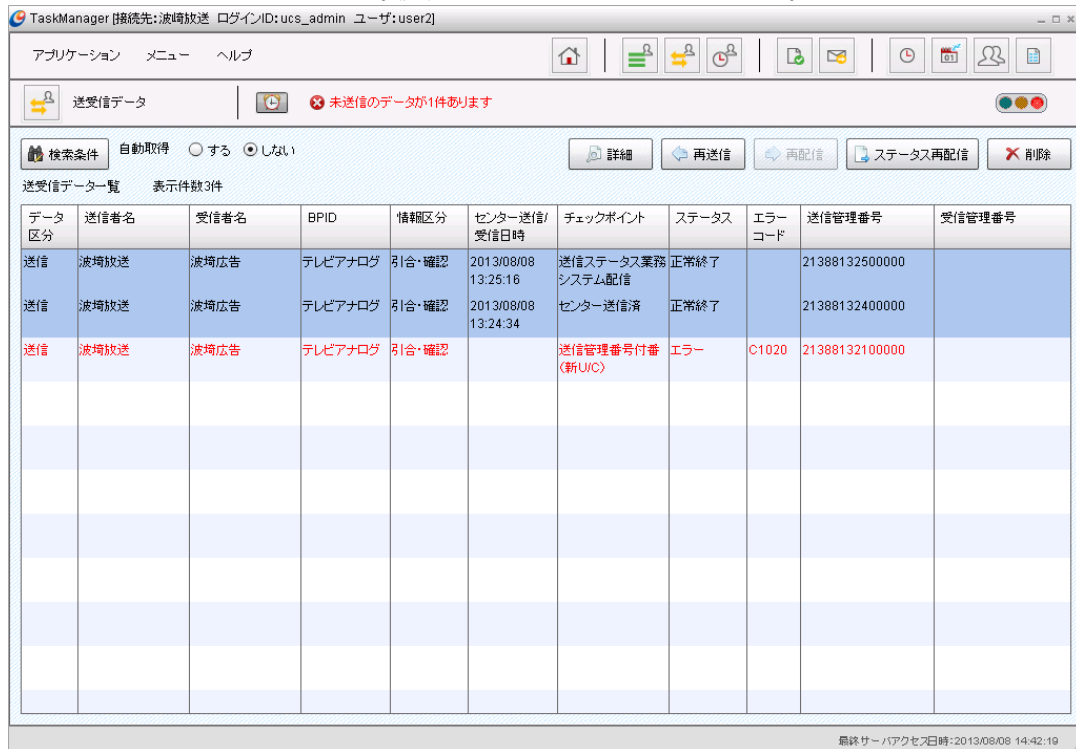 TaskManager [接続先:波崎放送 ログインID:ucs_admin ユーザ:user2]
アプリケーション メニュー ヘルプ
送受信データ 未送信のデータが1件あります
検索条件 自動取得 する しない 詳細 再送信 再配信 ステータス再配信 削除
送受信データ一覧 表示件数3件
データ区分 送信者名 受信者名 BPID 情報区分 センター送信/受信日時 チェックポイント ステータス エラーコード 送信管理番号 受信管理番号
送信 波埼放送 波埼広告 テレビアナログ 引合・確認 2013/08/08 13:25:16 送信ステータス業務システム配信 正常終了 21388132500000
送信 波埼放送 波埼広告 テレビアナログ 引合・確認 2013/08/08 13:24:34 センター送信済 正常終了 21388132400000
送信 波埼放送 波埼広告 テレビアナログ 引合・確認 送信管理番号付番(新U/C) エラー C1020 21388132100000
最終サーバアクセス日時:2013/08/08 14:42:19